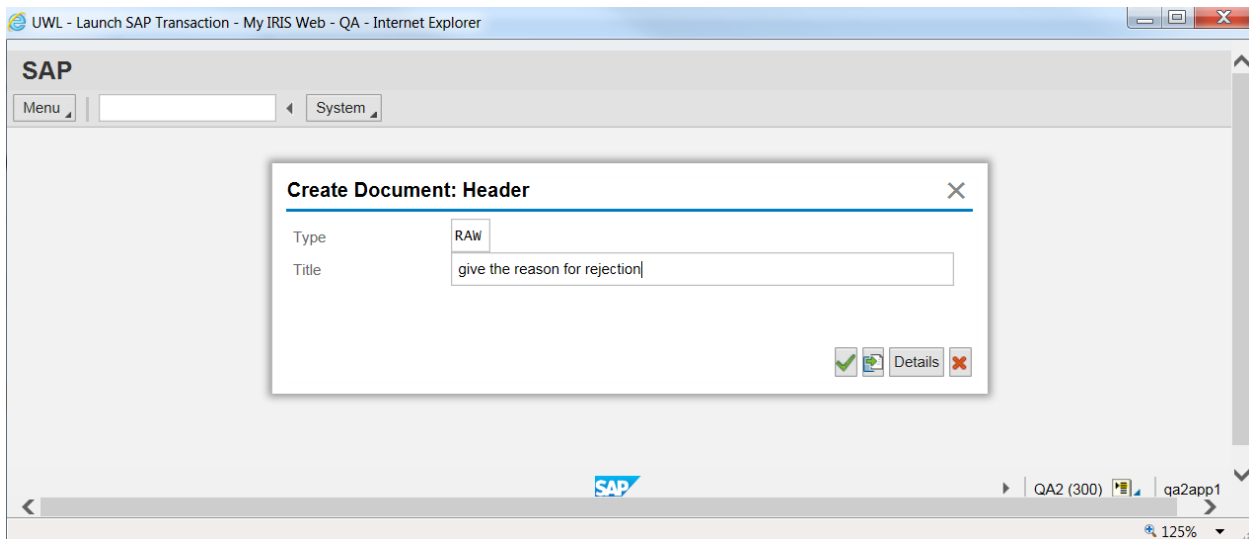 UWL - Launch SAP Transaction - My IRIS Web - QA - Internet Explorer
SAP
Menu System
Create Document: Header
Type RAW
Title give the reason for rejection
Details
SAP QA2 (300) qa2app1
125%